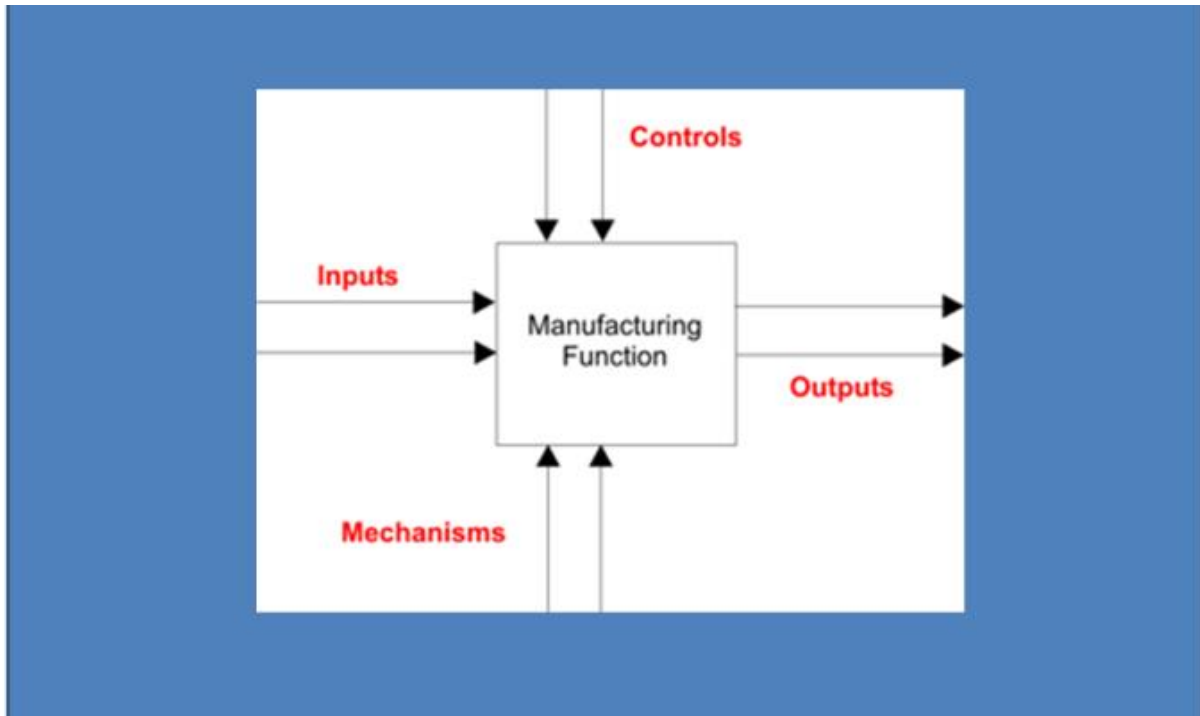 Controls
Inputs
Manufacturing
Function
Outputs
Mechanisms